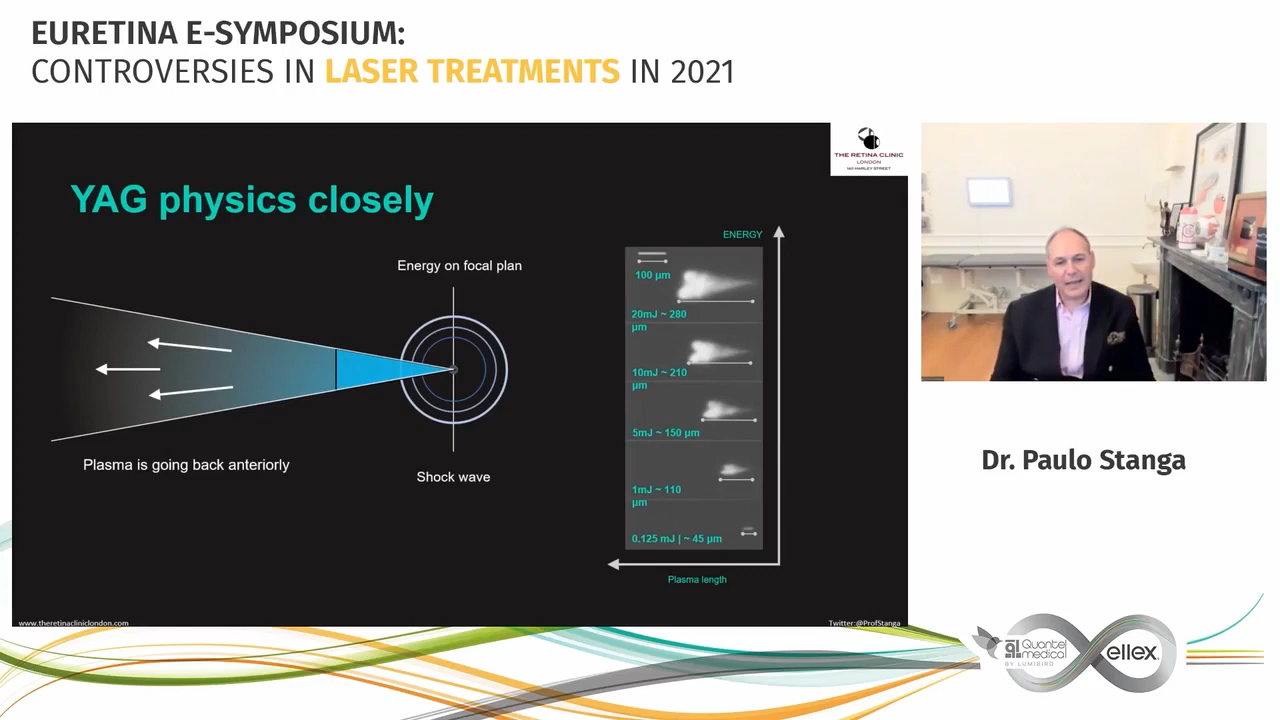 EURETINA E-SYMPOSIUM:
CONTROVERSIES IN LASER TREATMENTS IN 2021
THE RETINA CLINIC
LONDON
140 HARLEY STREET
YAG physics closely
Energy on focal plan
Plasma is going back anteriorly
Shock wave
ENERGY
100 µm
20mJ ~ 280
µm
10mJ ~ 210
µm
5mJ ~ 150 µm
1mJ ~ 110
µm
0.125 mJ | ~ 45 µm
Plasma length
www.theretinacliniclondon.com
Twitter:@ProfStanga
Dr. Paulo Stanga
Quantel
medical
BY LUMIBIRD
ellex.